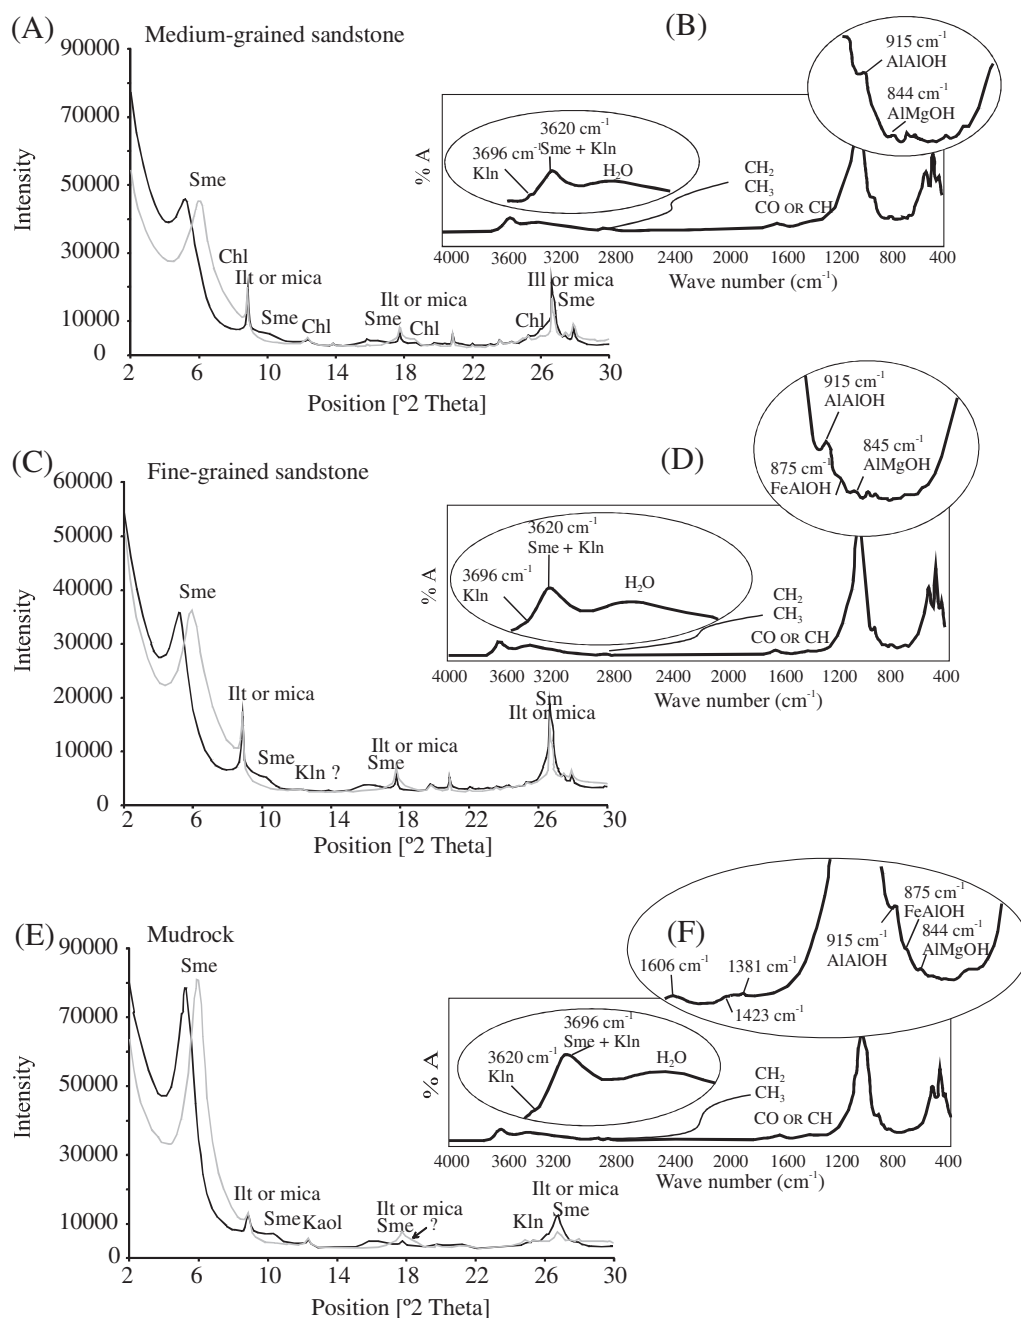 (A)
Medium-grained sandstone
90000
70000
50000
30000
10000
0
Intensity
Sme
Chl
Ilt or mica
Sme
Chl
Ilt or mica
Sme
Chl
Ill or mica
Sme
Chl
2
6
10
14
18
22
26
30
Position [º2 Theta]
(B)
915 cm⁻¹
AlAlOH
844 cm⁻¹
AlMgOH
3620 cm⁻¹
Sme + Kln
3696 cm⁻¹
Kln
H₂O
CH₂
CH₃
CO OR CH
% A
4000
3600
3200
2800
2400
2000
1600
1200
800
400
Wave number (cm⁻¹)
(C)
Fine-grained sandstone
60000
50000
40000
30000
20000
10000
0
Intensity
Sme
Ilt or mica
Sme
Kln ?
Ilt or mica
Sme
Sm
Ilt or mica
2
6
10
14
18
22
26
30
Position [º2 Theta]
(D)
915 cm⁻¹
AlAlOH
845 cm⁻¹
AlMgOH
875 cm⁻¹
FeAlOH
3620 cm⁻¹
Sme + Kln
3696 cm⁻¹
Kln
H₂O
CH₂
CH₃
CO OR CH
% A
4000
3600
3200
2800
2400
2000
1600
1200
800
400
Wave number (cm⁻¹)
(E)
Mudrock
90000
70000
50000
30000
10000
0
Intensity
Sme
Ilt or mica
Sme
Kaol
Ilt or mica
Sme
?
Kln
Ilt or mica
Sme
2
6
10
14
18
22
26
30
Position [º2 Theta]
(F)
875 cm⁻¹
FeAlOH
844 cm⁻¹
AlMgOH
915 cm⁻¹
AlAlOH
1606 cm⁻¹
1381 cm⁻¹
1423 cm⁻¹
3696 cm⁻¹
Sme + Kln
3620 cm⁻¹
Kln
H₂O
CH₂
CH₃
CO OR CH
% A
4000
3600
3200
2800
2400
2000
1600
1200
800
400
Wave number (cm⁻¹)